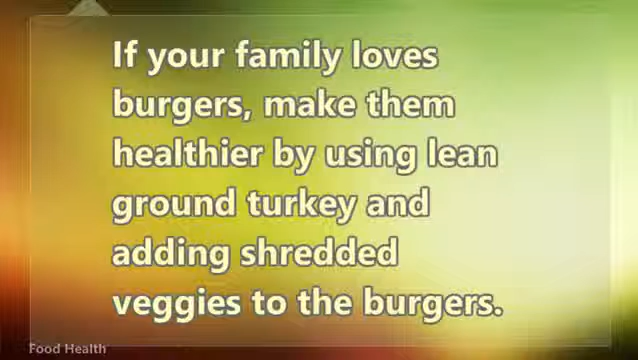 If your family loves
burgers, make them
healthier by using lean
ground turkey and
adding shredded
veggies to the burgers.
Food Health